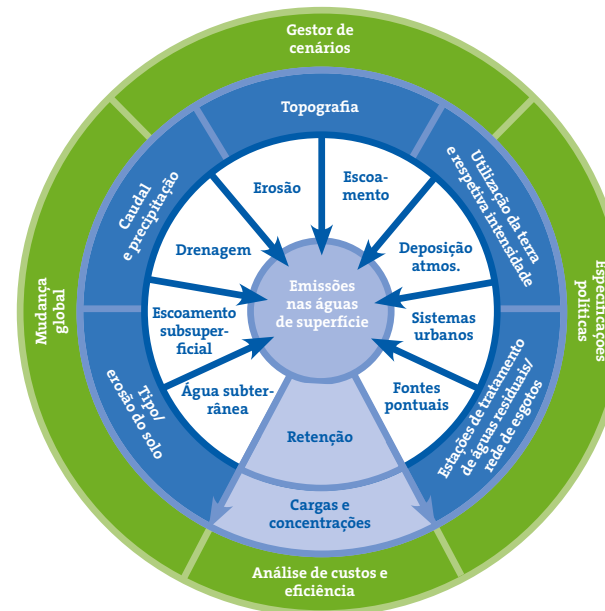 Gestor de
cenários
Topografia
Caudal
e precipitação
Utilização da terra
e respetiva intensidade
Erosão
Escoa-
mento
Drenagem
Deposição
atmos.
Emissões
nas águas
de superfície
Mudança
global
Especificações
políticas
Escoamento
subsuper-
ficial
Sistemas
urbanos
Água subter-
rânea
Fontes
pontuais
Tipo/
erosão do solo
Estações de tratamento
de águas residuais/
rede de esgotos
Retenção
Cargas e
concentrações
Análise de custos e
eficiência